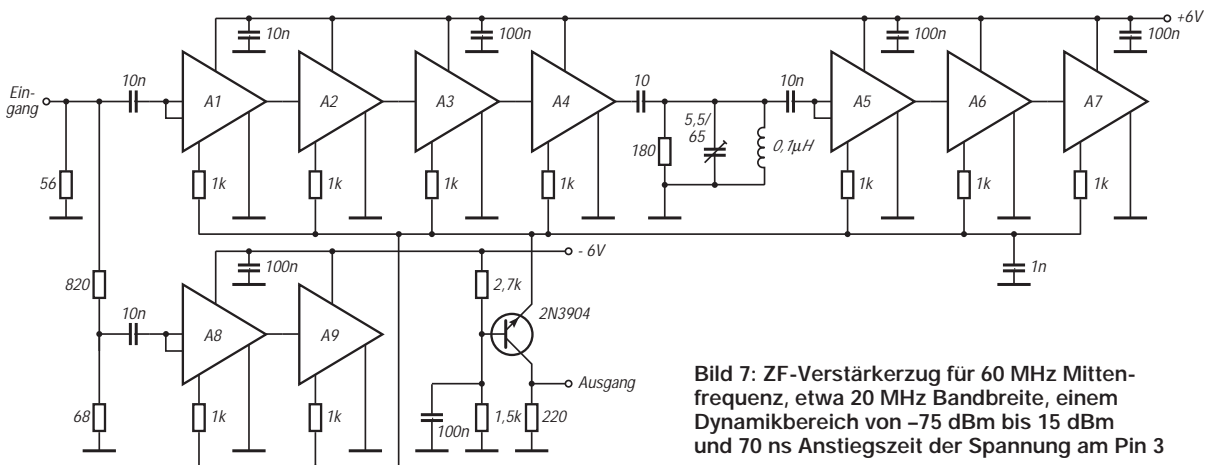 +6V
10n
100n
100n
100n
Ein-
gang
10n
A1
A2
A3
A4
10
10n
A5
A6
A7
56
180
5,5/
65
0,1µH
1k
1k
1k
1k
1k
1k
1k
- 6V
100n
1n
820
2,7k
2N3904
10n
A8
A9
Ausgang
68
1k
1k
100n
1,5k
220
Bild 7: ZF-Verstärkerzug für 60 MHz Mitten-
frequenz, etwa 20 MHz Bandbreite, einem
Dynamikbereich von –75 dBm bis 15 dBm
und 70 ns Anstiegszeit der Spannung am Pin 3